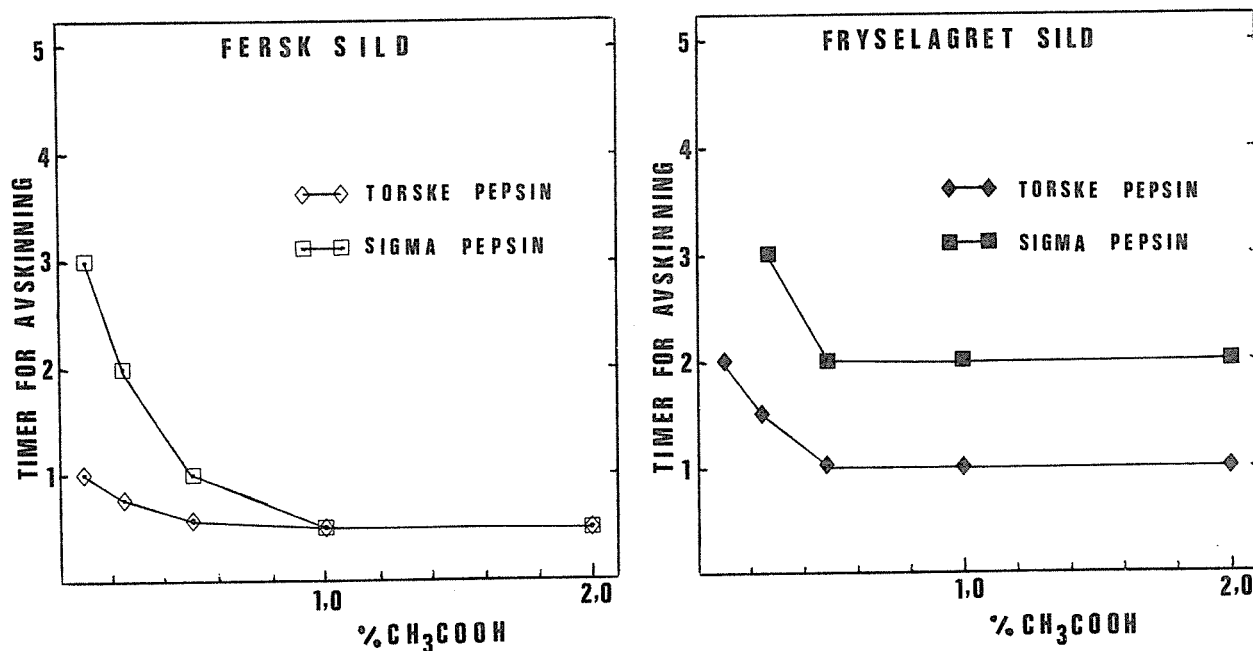 FERSK SILD
5
4
3
2
1
TIMER FOR AVSKINNING
TORSKE PEPSIN
SIGMA PEPSIN
1,0
2,0
%CH₃COOH
FRYSELAGRET SILD
5
4
3
2
1
TIMER FOR AVSKINNING
TORSKE PEPSIN
SIGMA PEPSIN
1,0
2,0
%CH₃COOH